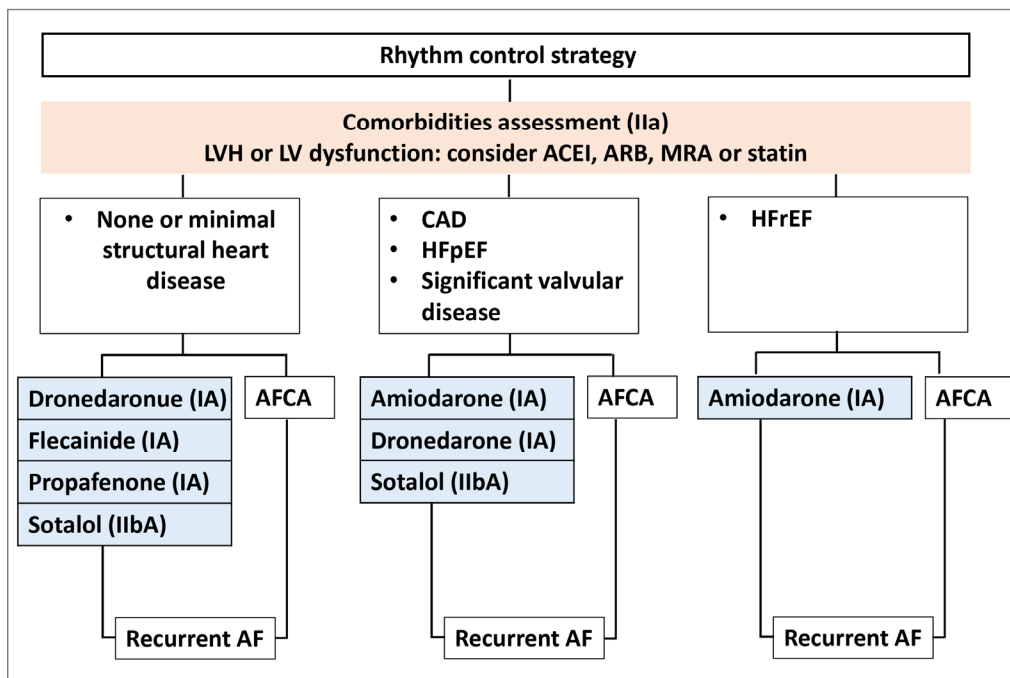 Rhythm control strategy
Comorbidities assessment (IIa)
LVH or LV dysfunction: consider ACEI, ARB, MRA or statin
• None or minimal
structural heart
disease
• CAD
• HFpEF
• Significant valvular
disease
• HFrEF
Dronedaronue (IA)
Flecainide (IA)
Propafenone (IA)
Sotalol (IIbA)
AFCA
Amiodarone (IA)
Dronedarone (IA)
Sotalol (IIbA)
AFCA
Amiodarone (IA)
AFCA
Recurrent AF
Recurrent AF
Recurrent AF